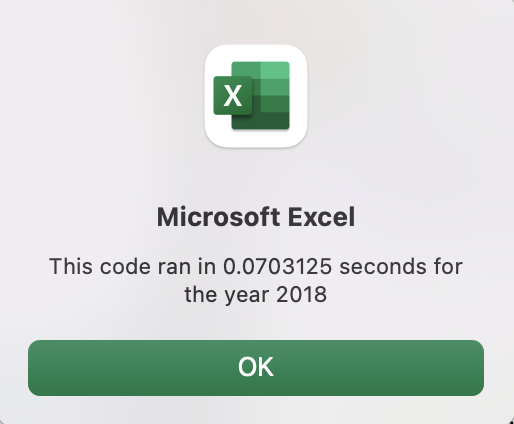 X
Microsoft Excel
This code ran in 0.0703125 seconds for
the year 2018
OK